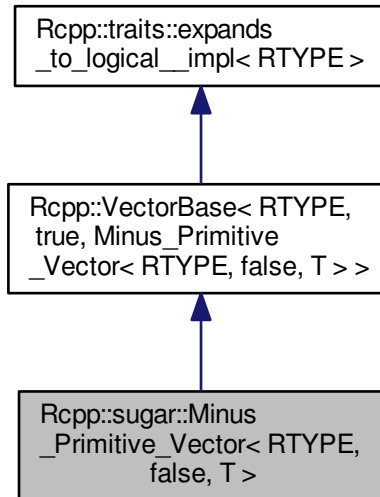 Rcpp::traits::expands
_to_logical__impl< RTYPE >
Rcpp::VectorBase< RTYPE,
true, Minus_Primitive
_Vector< RTYPE, false, T > >
Rcpp::sugar::Minus
_Primitive_Vector< RTYPE,
false, T >